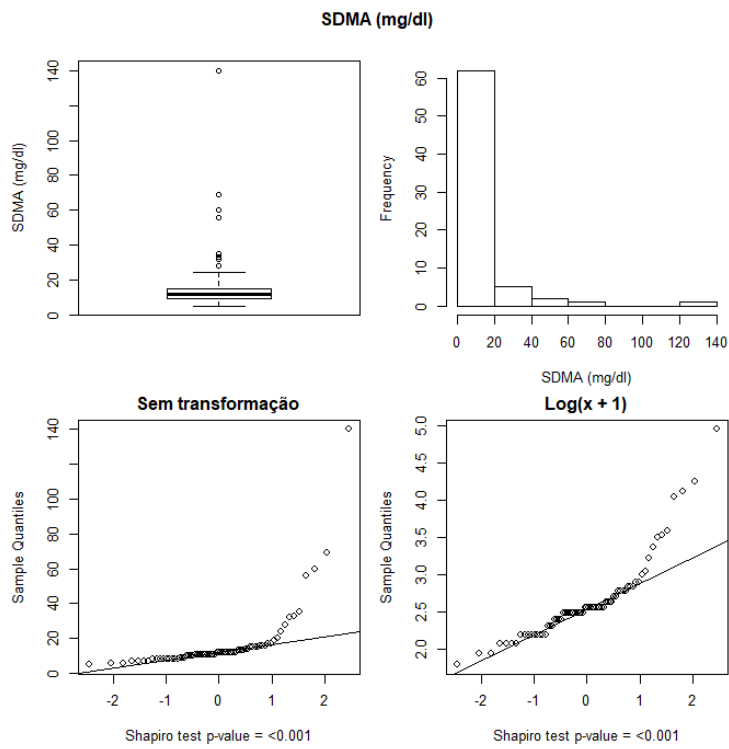 SDMA (mg/dl)
SDMA (mg/dl)
0 20 40 60 80 100 140
Frequency
0 10 20 30 40 50 60
0 20 40 60 80 100 120 140
SDMA (mg/dl)
Sem transformação
Sample Quantiles
0 20 40 60 80 100 140
-2 -1 0 1 2
Shapiro test p-value = <0.001
Log(x + 1)
Sample Quantiles
2.0 2.5 3.0 3.5 4.0 4.5 5.0
-2 -1 0 1 2
Shapiro test p-value = <0.001